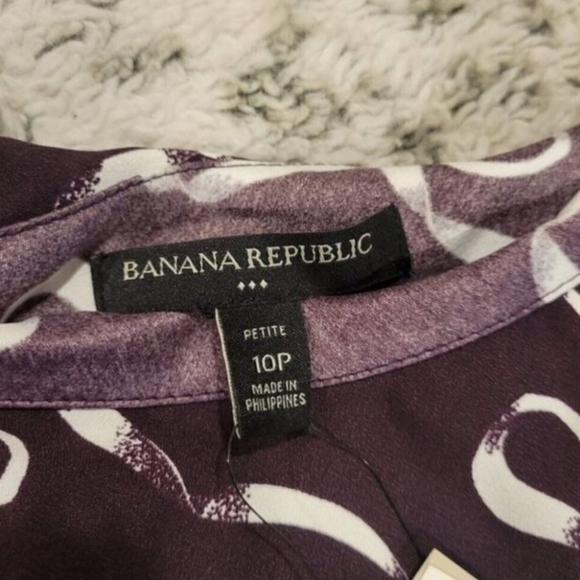 BANANA REPUBLIC
PETITE
10P
MADE IN
PHILIPPINES